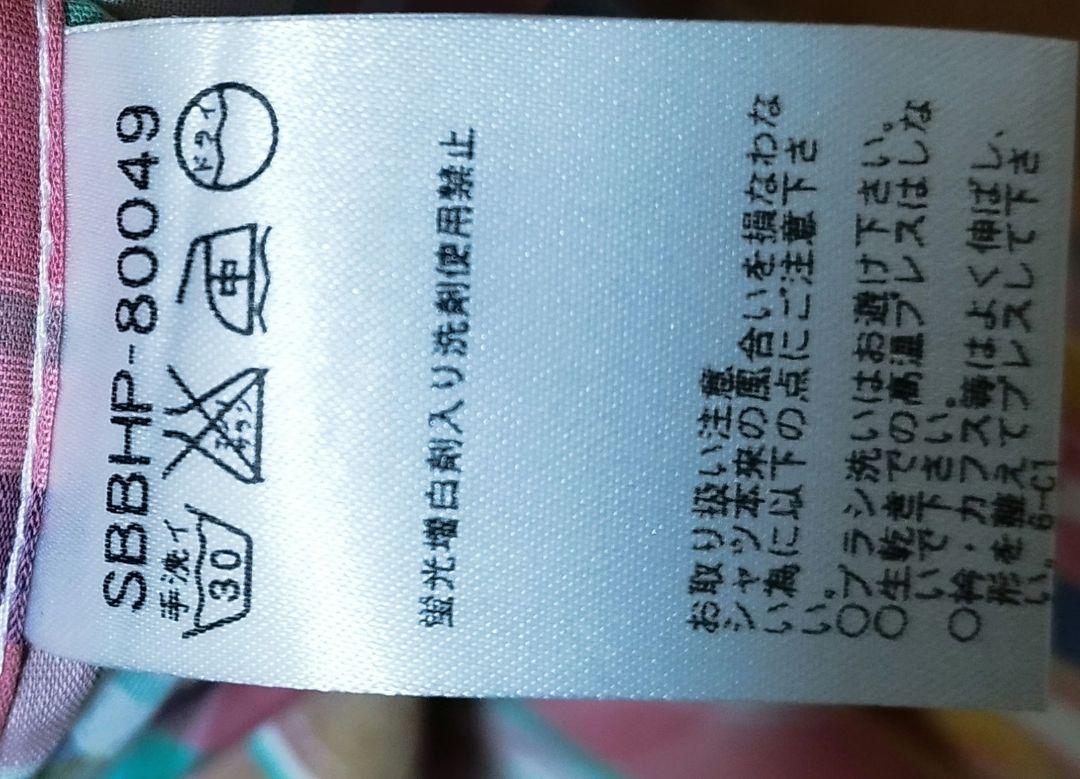 SBBHP-80049
手洗イ
30
エンソ
サラシ
中
ドライ
蛍光増白剤入り洗剤使用禁止
お取り扱い注意
シャツ本来の風合いを損なわな
い為に以下の点にご注意下さ
い。
○ブラシ洗いはお避け下さい。
○生乾きでの高温プレスはしな
いで下さい。
○衿・カフス等はよく伸ばし、
形を整えてプレスして下さ
い。
6-C1